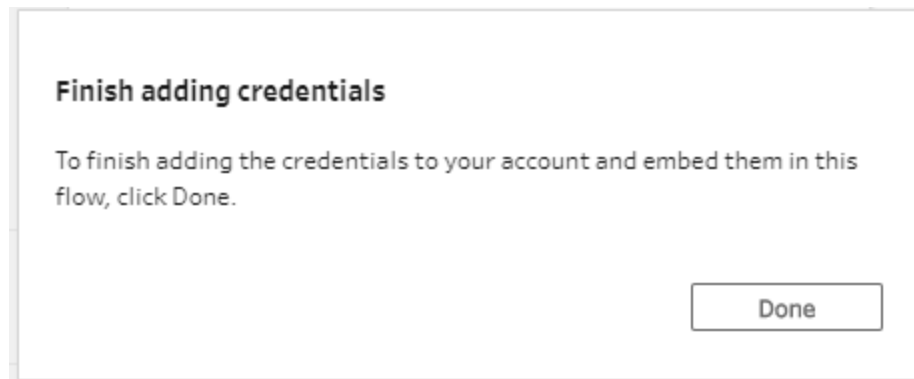 Finish adding credentials
To finish adding the credentials to your account and embed them in this
flow, click Done.
Done